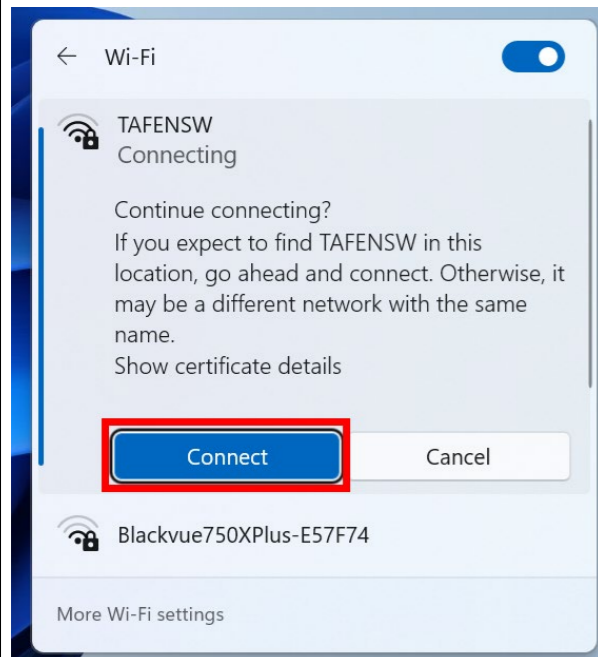 Wi-Fi
TAFENSW
Connecting
Continue connecting?
If you expect to find TAFENSW in this
location, go ahead and connect. Otherwise, it
may be a different network with the same
name.
Show certificate details
Connect Cancel
Blackvue750XPlus-E57F74
More Wi-Fi settings